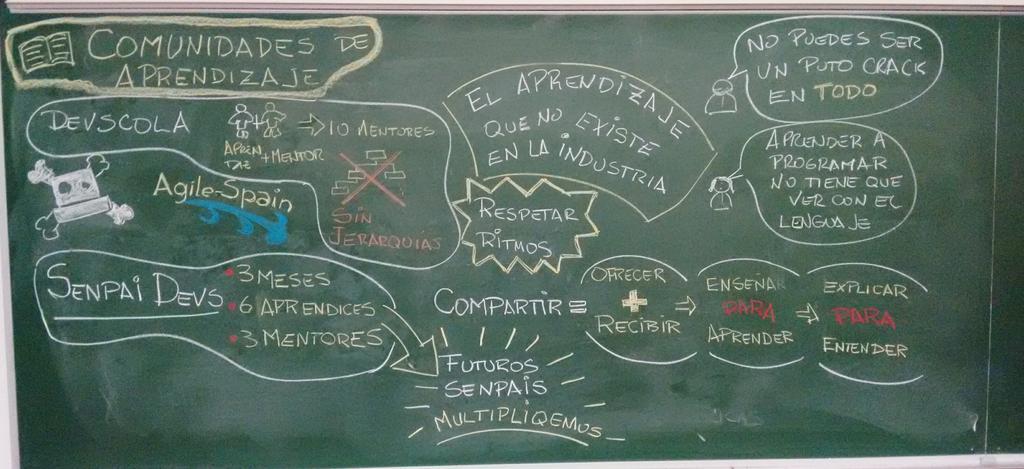 COMUNIDADES DE
APRENDIZAJE
DEVSCOLA
APREN
DIZ
+ MENTOR
⇒ 10 MENTORES
SIN
JERARQUIAS
Agile-Spain
EL APRENDIZAJE
QUE NO EXISTE
EN LA INDUSTRIA
RESPETAR
RITMOS
NO PUEDES SER
UN PUTO CRACK
EN TODO
APRENDER A
PROGRAMAR
NO TIENE QUE
VER CON EL
LENGUAJE
SENPAI DEVS
• 3 MESES
• 6 APRENDICES
• 3 MENTORES
FUTUROS
SENPAIS
MULTIPLIQEMOS
COMPARTIR ≡
OFRECER
+
RECIBIR
⇒
ENSEÑAR
PARA
APRENDER
⇒
EXPLICAR
PARA
ENTENDER